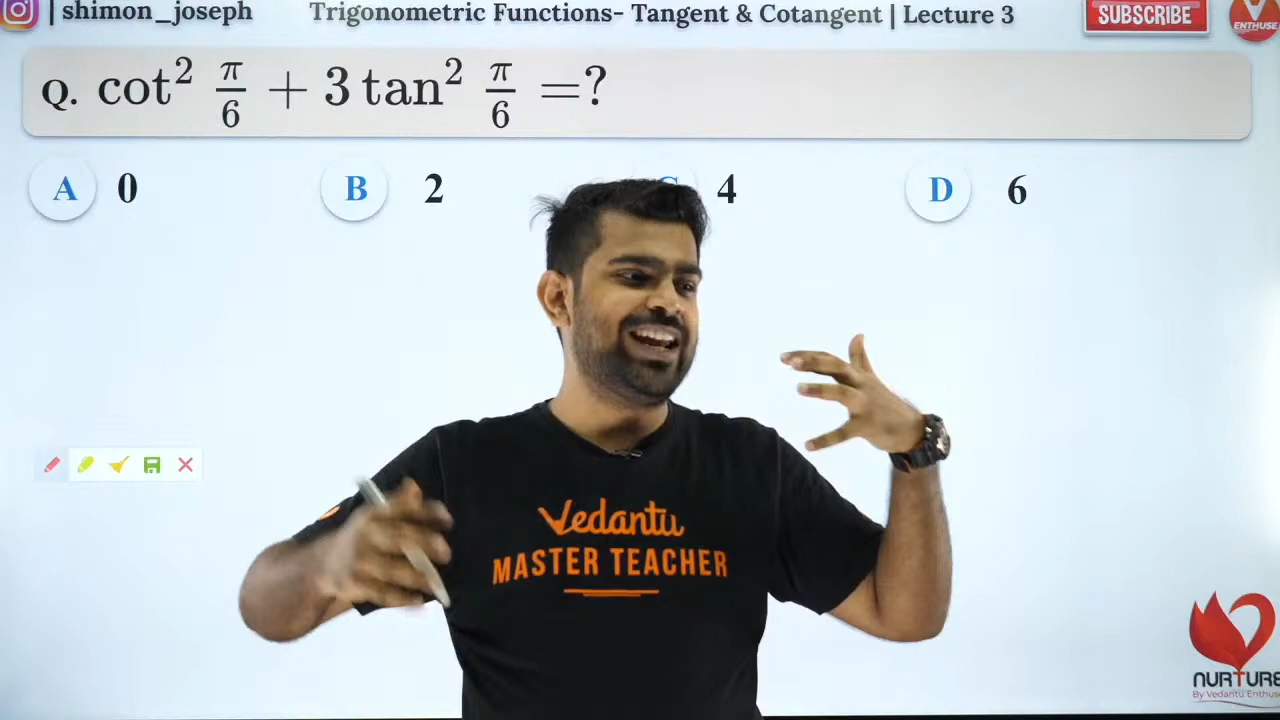 | shimon_joseph
Trigonometric Functions- Tangent & Cotangent | Lecture 3
SUBSCRIBE
ENTHUSE
Q. cot² π/6 + 3 tan² π/6 =?
A 0
B 2
4
D 6
Vedantu
MASTER TEACHER
NURTURE
By Vedantu Enthuse